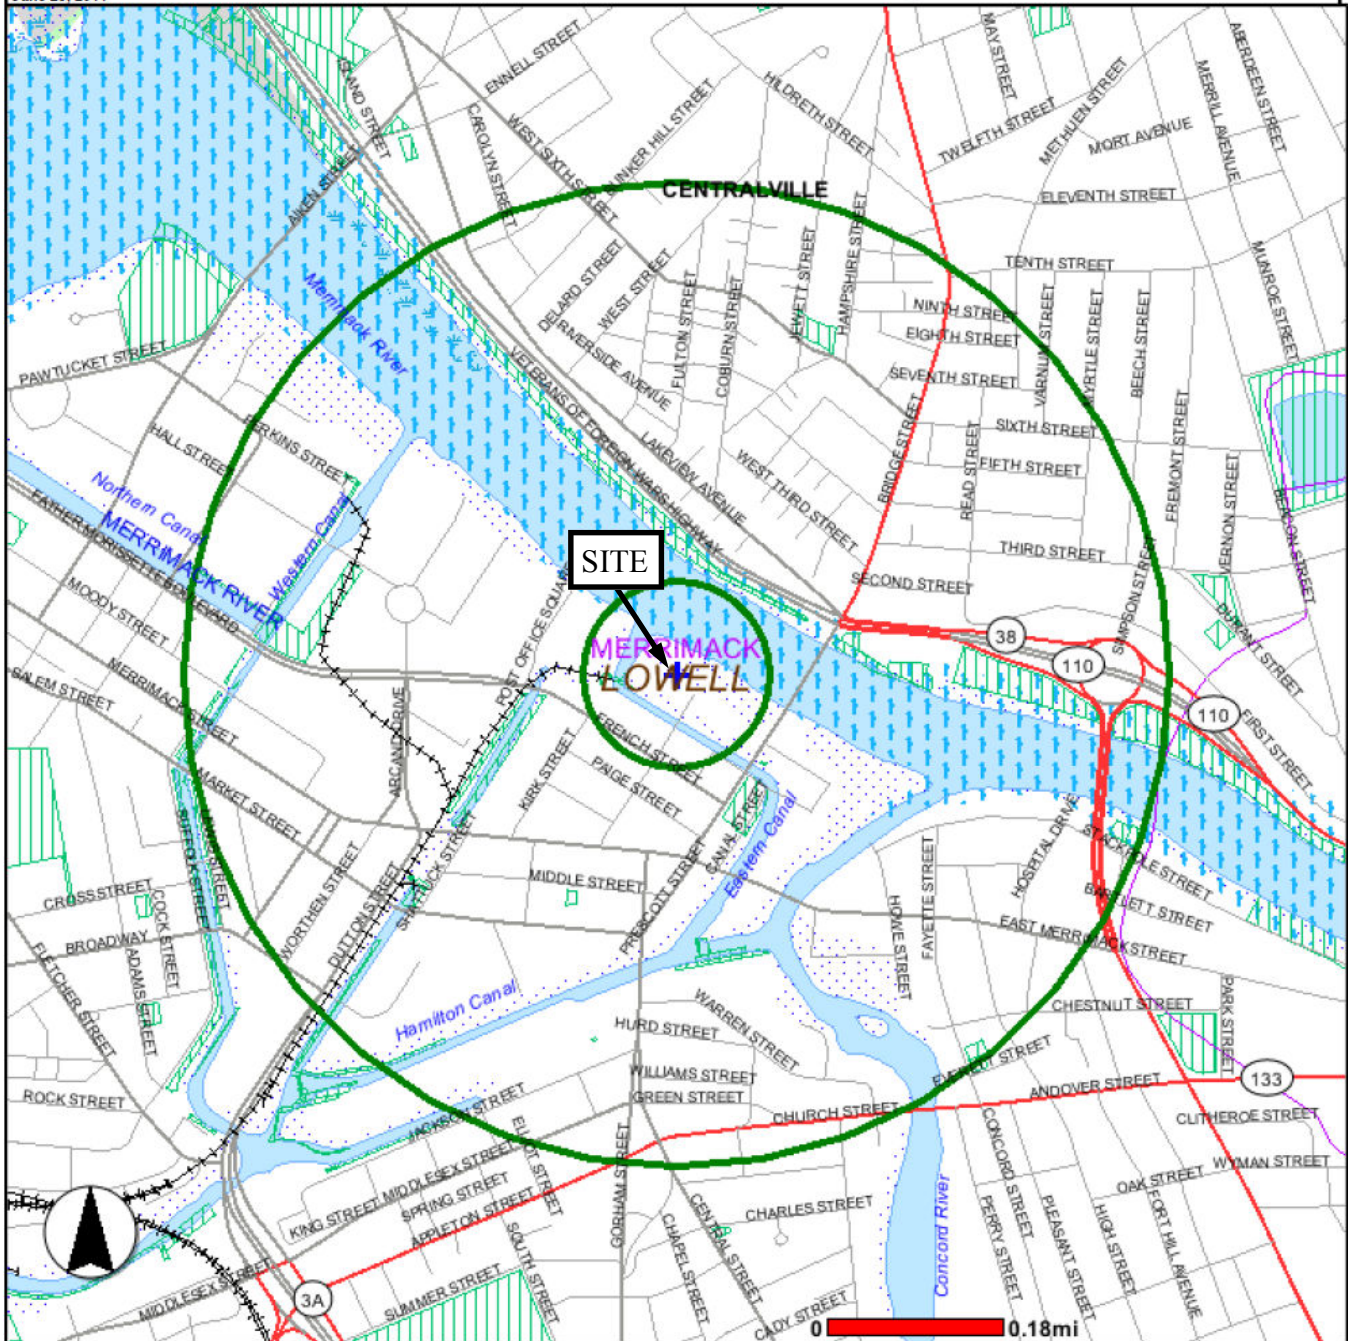 MAY STREET
ABERDEEN STREET
ENNELL STREET
ISLAND STREET
HILDRETH STREET
METHUEN STREET
MERRILL AVENUE
CAROLYN STREET
WEST SIXTH STREET
BUNKER HILL STREET
TWELFTH STREET
MORT AVENUE
AIKEN STREET
CENTRALVILLE
ELEVENTH STREET
HAMPSHIRE STREET
JEWETT STREET
MUNROE STREET
TENTH STREET
Merrimack River
DELARD STREET
WEST STREET
FULTON STREET
COBURN STREET
NINTH STREET
EIGHTH STREET
VARNUM STREET
MYRTLE STREET
BEECH STREET
RIVERSIDE AVENUE
PAWTUCKET STREET
SEVENTH STREET
VETERANS OF FOREIGN WARS HIGHWAY
LAKEVIEW AVENUE
PERKINS STREET
HALL STREET
SIXTH STREET
BRIDGE STREET
READ STREET
FIFTH STREET
WEST THIRD STREET
FREMONT STREET
VERNON STREET
BEACON STREET
Northern Canal
FATHER MORISSETTE BOULEVARD
MERRIMACK RIVER
Western Canal
SITE
THIRD STREET
SECOND STREET
SIMPSON STREET
MOODY STREET
POST OFFICE SQUARE
DURANT STREET
MERRIMACK
LOWELL
38
110
110
FIRST STREET
SALEM STREET
MERRIMACK STREET
ARCAND DRIVE
FRENCH STREET
KIRK STREET
PAIGE STREET
MARKET STREET
SUFFOLK STREET
CANAL STREET
Eastern Canal
HOSPITAL DRIVE
STACKPOLE STREET
SHATTUCK STREET
WORTHEN STREET
DUTTON STREET
MIDDLE STREET
PRESCOTT STREET
HOWE STREET
FAYETTE STREET
BARTLETT STREET
EAST MERRIMACK STREET
CROSS STREET
COCK STREET
BROADWAY
ADAMS STREET
FLETCHER STREET
Hamilton Canal
WARREN STREET
HURD STREET
CHESTNUT STREET
PARK STREET
EVERETT STREET
WILLIAMS STREET
GREEN STREET
CHURCH STREET
ANDOVER STREET
133
CLITHEROE STREET
ROCK STREET
JACKSON STREET
ELLIOT STREET
MIDDLESEX STREET
KING STREET
SPRING STREET
APPLETON STREET
GORHAM STREET
CENTRAL STREET
CHARLES STREET
CHAPEL STREET
SOUTH STREET
Concord River
CONCORD STREET
PERRY STREET
PLEASANT STREET
HIGH STREET
OAK STREET
FORT HILL AVENUE
WYMAN STREET
MIDDLESEX STREET
3A
SUMMER STREET
CADY STREET
0 0.18mi